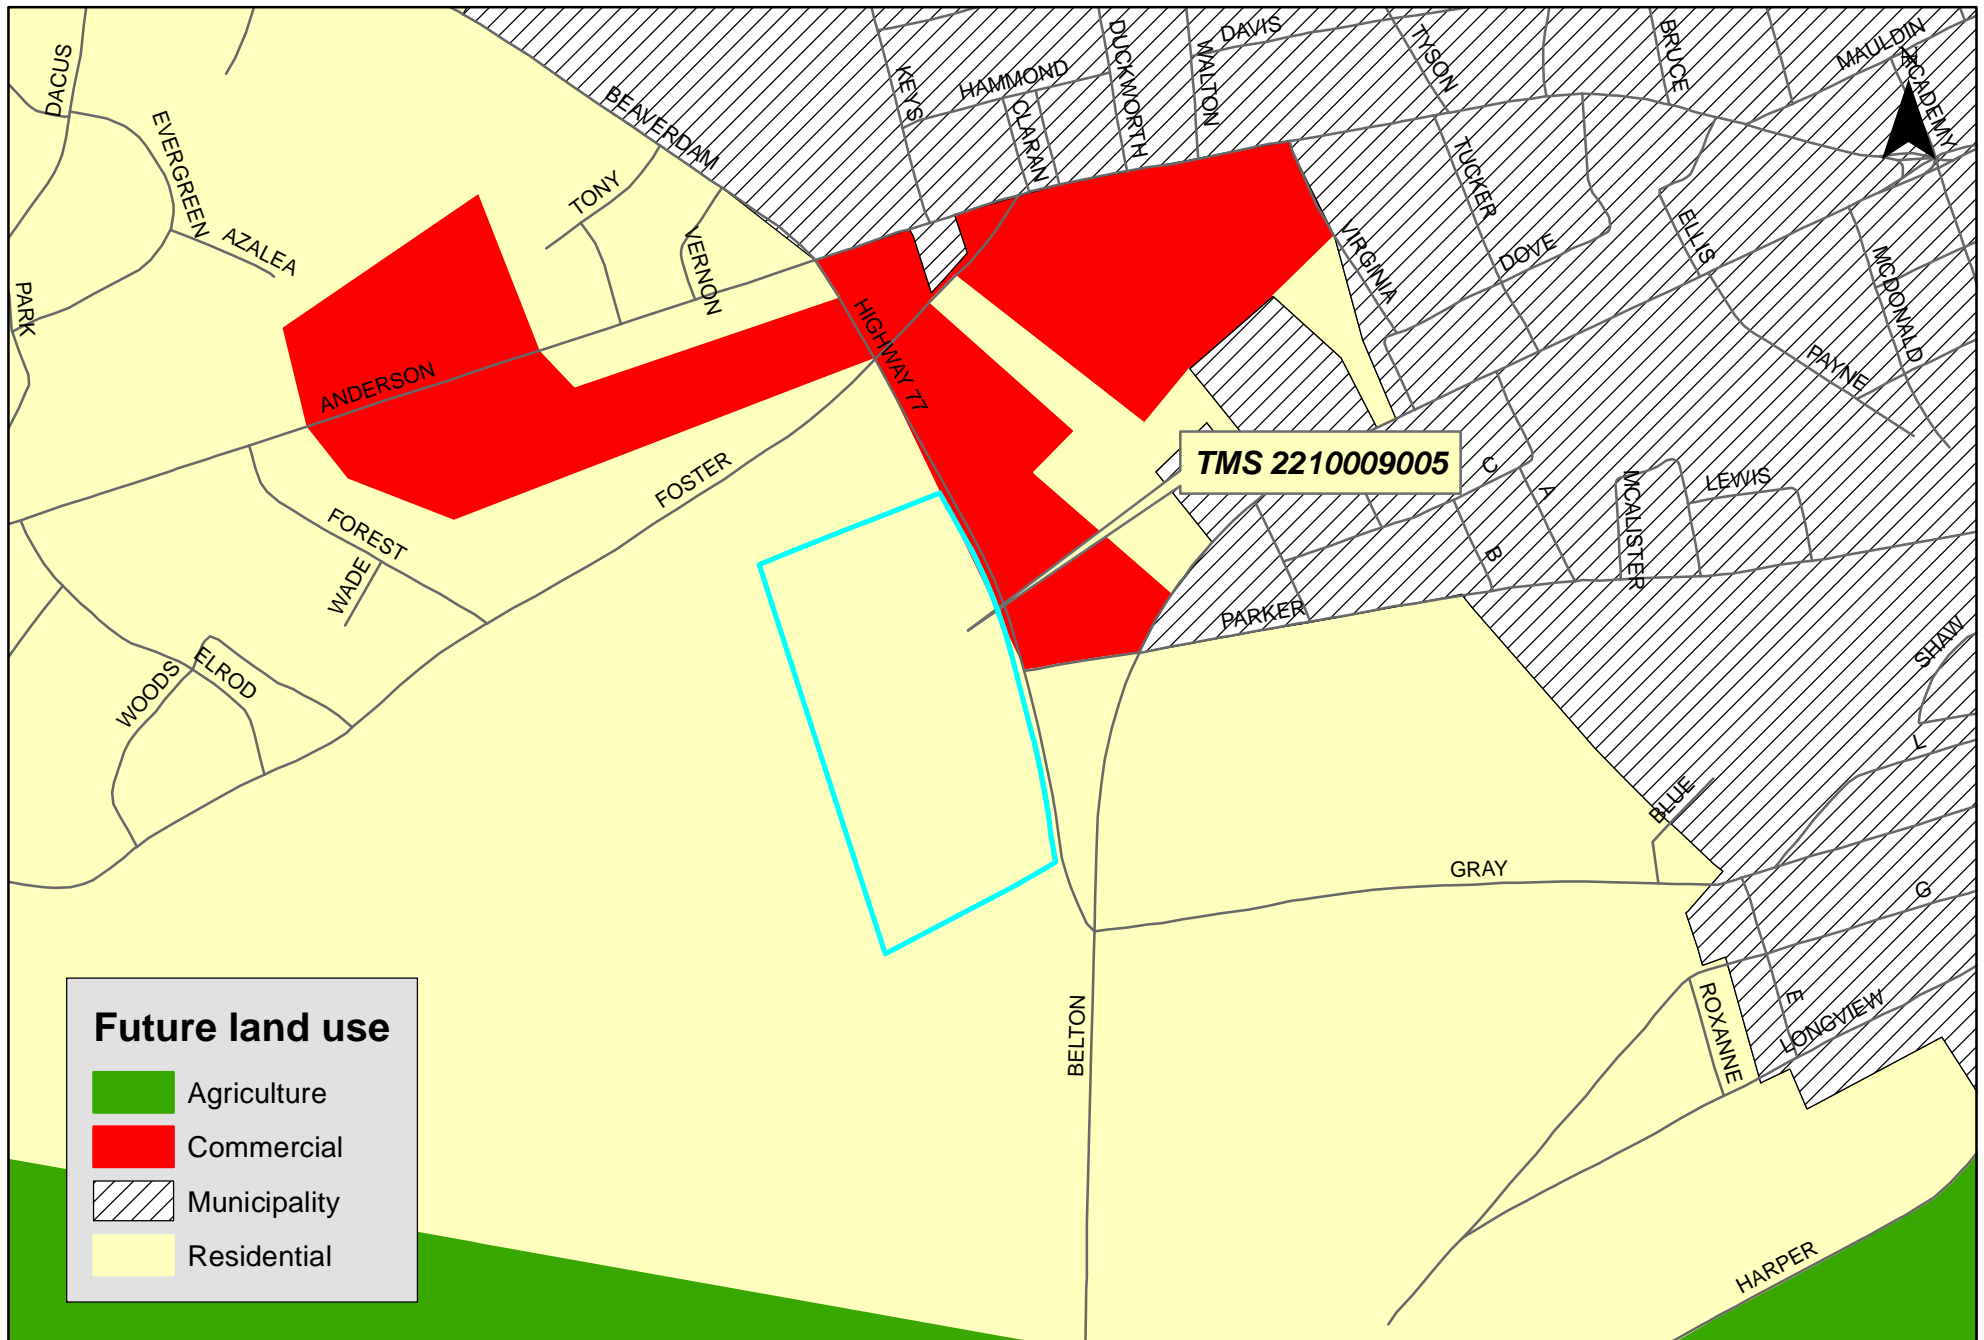 DACUS
EVERGREEN
AZALEA
PARK
BEAVERDAM
TONY
VERNON
KEYS
HAMMOND
CLARAN
DUCKWORTH
WALTON
DAVIS
TYSON
BRUCE
MAULDIN
ACADEMY
TUCKER
VIRGINIA
DOVE
ELLIS
MCDONALD
PAYNE
ANDERSON
HIGHWAY 77
FOSTER
FOREST
WADE
WOODS
ELROD
TMS 2210009005
C
A
B
MCALISTER
LEWIS
PARKER
SHAW
L
BLUE
GRAY
G
E
ROXANNE
LONGVIEW
BELTON
HARPER
Future land use
Agriculture
Commercial
Municipality
Residential